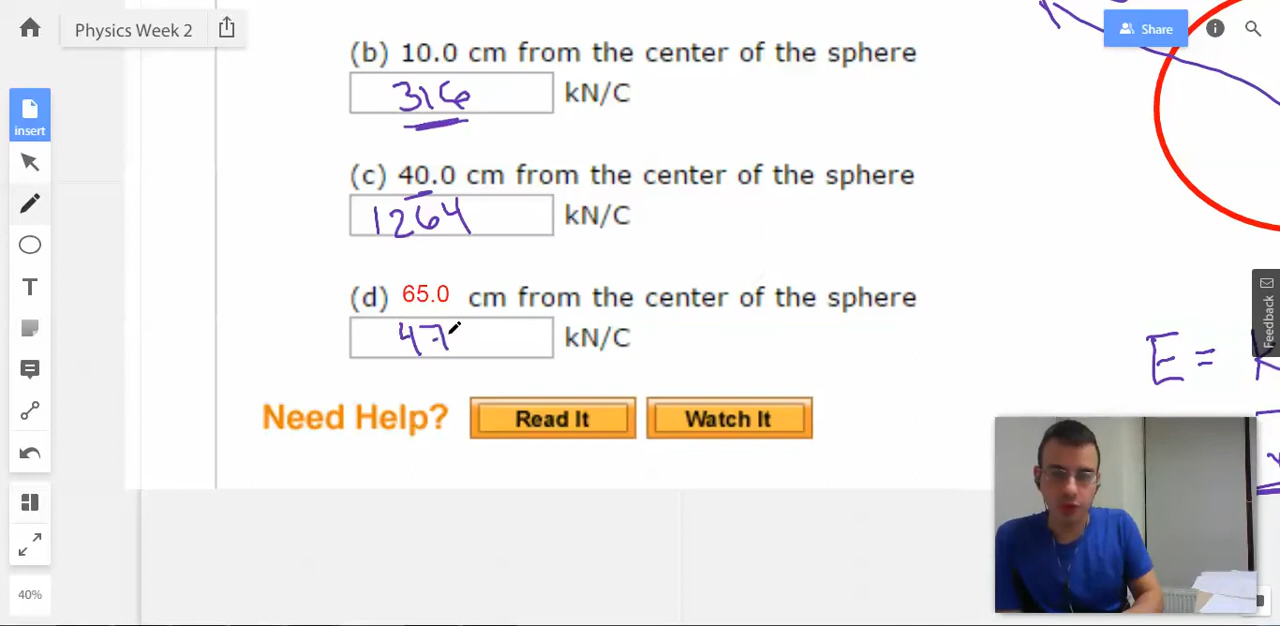 Physics Week 2
Share
insert
(b) 10.0 cm from the center of the sphere
316 kN/C
(c) 40.0 cm from the center of the sphere
1264 kN/C
(d) 65.0 cm from the center of the sphere
47 kN/C
E =
Need Help? Read It Watch It
Feedback
40%